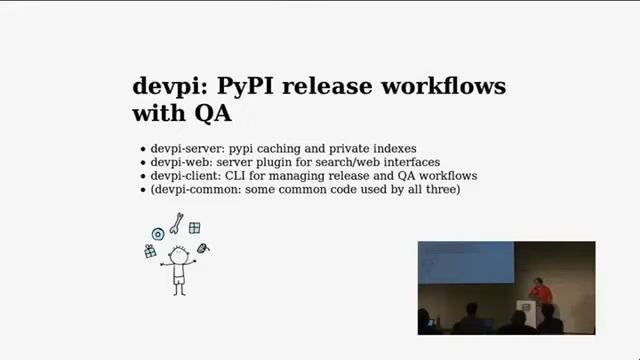 devpi: PyPI release workflows
with QA
• devpi-server: pypi caching and private indexes
• devpi-web: server plugin for search/web interfaces
• devpi-client: CLI for managing release and QA workflows
• (devpi-common: some common code used by all three)